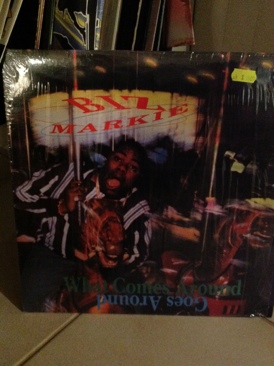 BIZ
MARKIE
What Comes Around
Goes Around